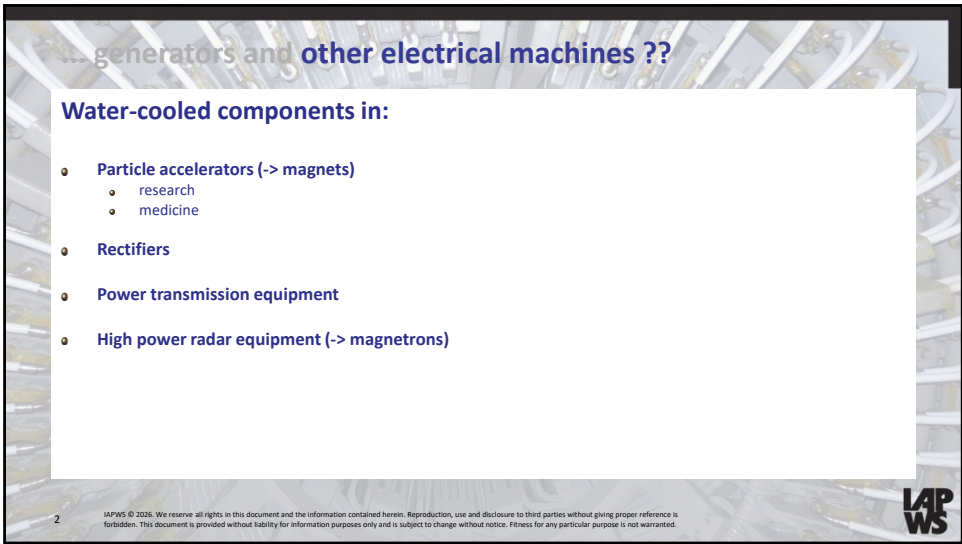 ... generators and other electrical machines ??
Water-cooled components in:
Particle accelerators (-> magnets)
research
medicine
Rectifiers
Power transmission equipment
High power radar equipment (-> magnetrons)
2
IAPWS © 2026. We reserve all rights in this document and the information contained herein. Reproduction, use and disclosure to third parties without giving proper reference is
forbidden. This document is provided without liability for information purposes only and is subject to change without notice. Fitness for any particular purpose is not warranted.
IAP
WS